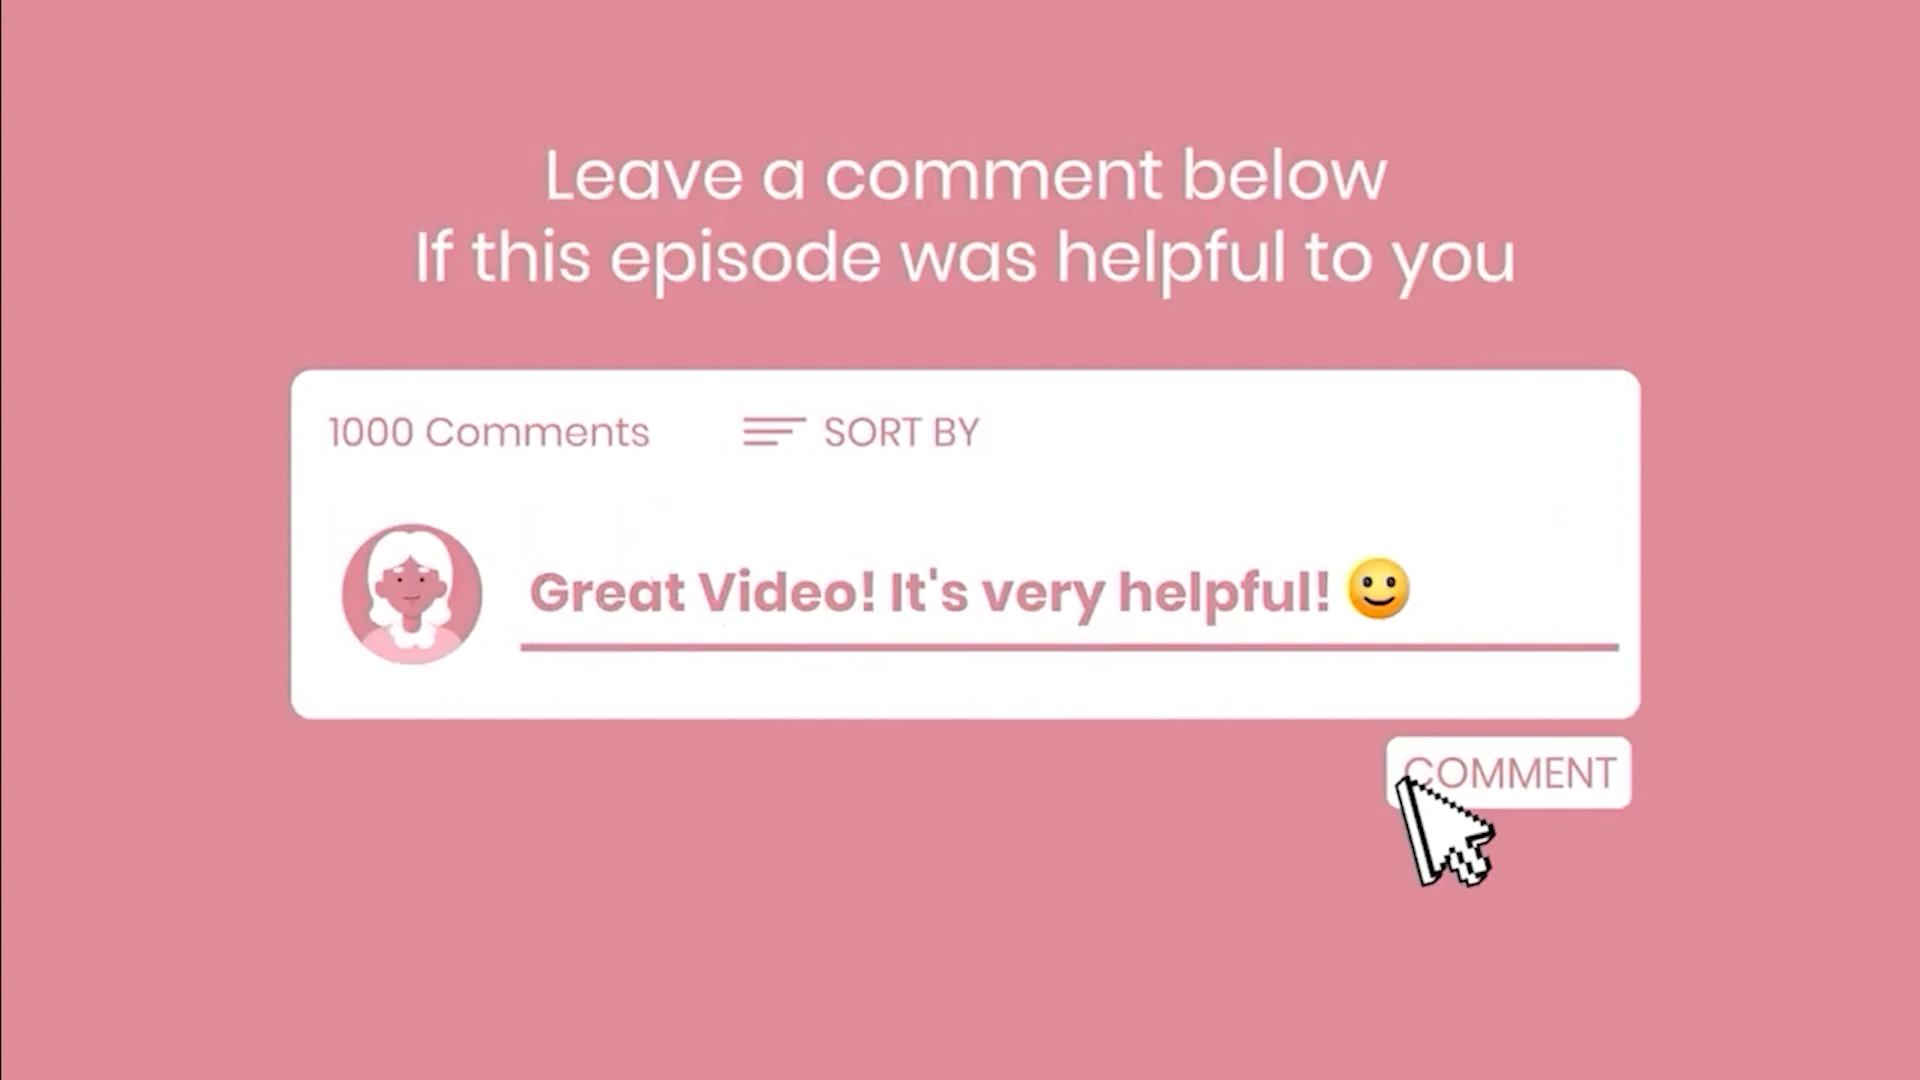 Leave a comment below
If this episode was helpful to you
1000 Comments SORT BY
Great Video! It's very helpful! 🙂
COMMENT